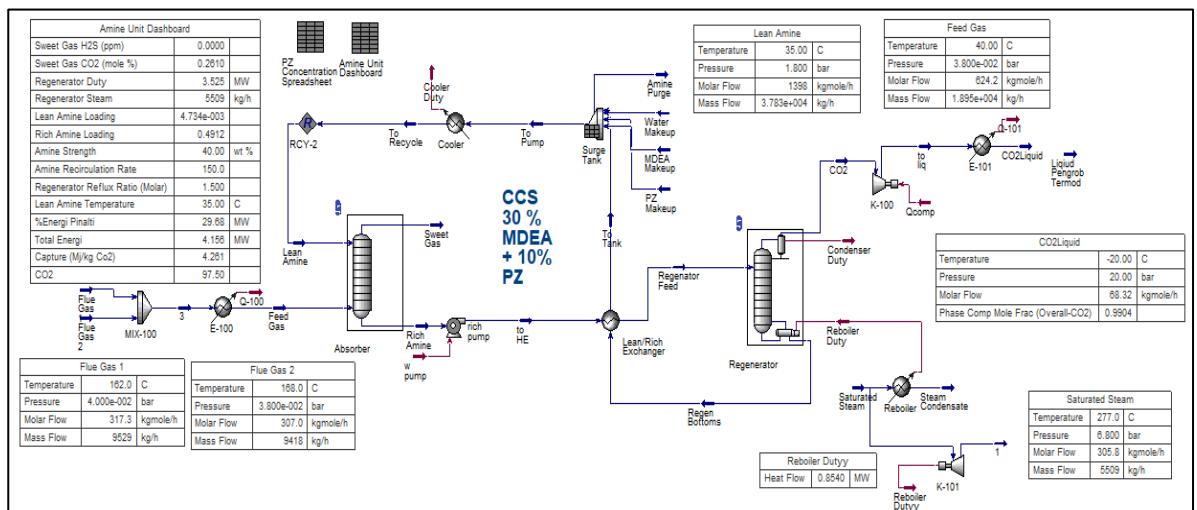 Amine Unit Dashboard
Sweet Gas H2S (ppm) 0.0000
Sweet Gas CO2 (mole %) 0.2610
Regenerator Duty 3.525 MW
Regenerator Steam 5509 kg/h
Lean Amine Loading 4.734e-003
Rich Amine Loading 0.4912
Amine Strength 40.00 wt %
Amine Recirculation Rate 150.0
Regenerator Reflux Ratio (Molar) 1.500
Lean Amine Temperature 35.00 C
%Energi Pinalti 29.68 MW
Total Energi 4.156 MW
Capture (Mj/kg Co2) 4.261
CO2 97.50
PZ
Concentration
Spreadsheet
Amine Unit
Dashboard
Lean Amine
Temperature 35.00 C
Pressure 1.800 bar
Molar Flow 1398 kgmole/h
Mass Flow 3.783e+004 kg/h
Feed Gas
Temperature 40.00 C
Pressure 3.800e-002 bar
Molar Flow 624.2 kgmole/h
Mass Flow 1.895e+004 kg/h
Cooler
Duty
R
RCY-2
To
Recycle
Cooler
To
Pump
Surge
Tank
Amine
Purge
Water
Makeup
MDEA
Makeup
PZ
Makeup
CCS
30 %
MDEA
+ 10%
PZ
To
Tank
CO2
K-100
Qcomp
to
liq
Q-101
E-101
CO2Liquid
Liqiud
Pengrob
Termod
CO2Liquid
Temperature -20.00 C
Pressure 20.00 bar
Molar Flow 68.32 kgmole/h
Phase Comp Mole Frac (Overall-CO2) 0.9904
Lean
Amine
Sweet
Gas
Absorber
Rich
Amine
rich
pump
w
pump
to
HE
Lean/Rich
Exchanger
Regenator
Feed
Condenser
Duty
Reboiler
Duty
Regenerator
Regen
Bottoms
Flue
Gas
1
Flue
Gas
2
MIX-100
3
Q-100
E-100
Feed
Gas
Flue Gas 1
Temperature 162.0 C
Pressure 4.000e-002 bar
Molar Flow 317.3 kgmole/h
Mass Flow 9529 kg/h
Flue Gas 2
Temperature 168.0 C
Pressure 3.800e-002 bar
Molar Flow 307.0 kgmole/h
Mass Flow 9418 kg/h
Saturated
Steam
Reboiler
Steam
Condensate
K-101
1
Reboiler
Dutyy
Reboiler Dutyy
Heat Flow 0.8540 MW
Saturated Steam
Temperature 277.0 C
Pressure 6.800 bar
Molar Flow 305.8 kgmole/h
Mass Flow 5509 kg/h